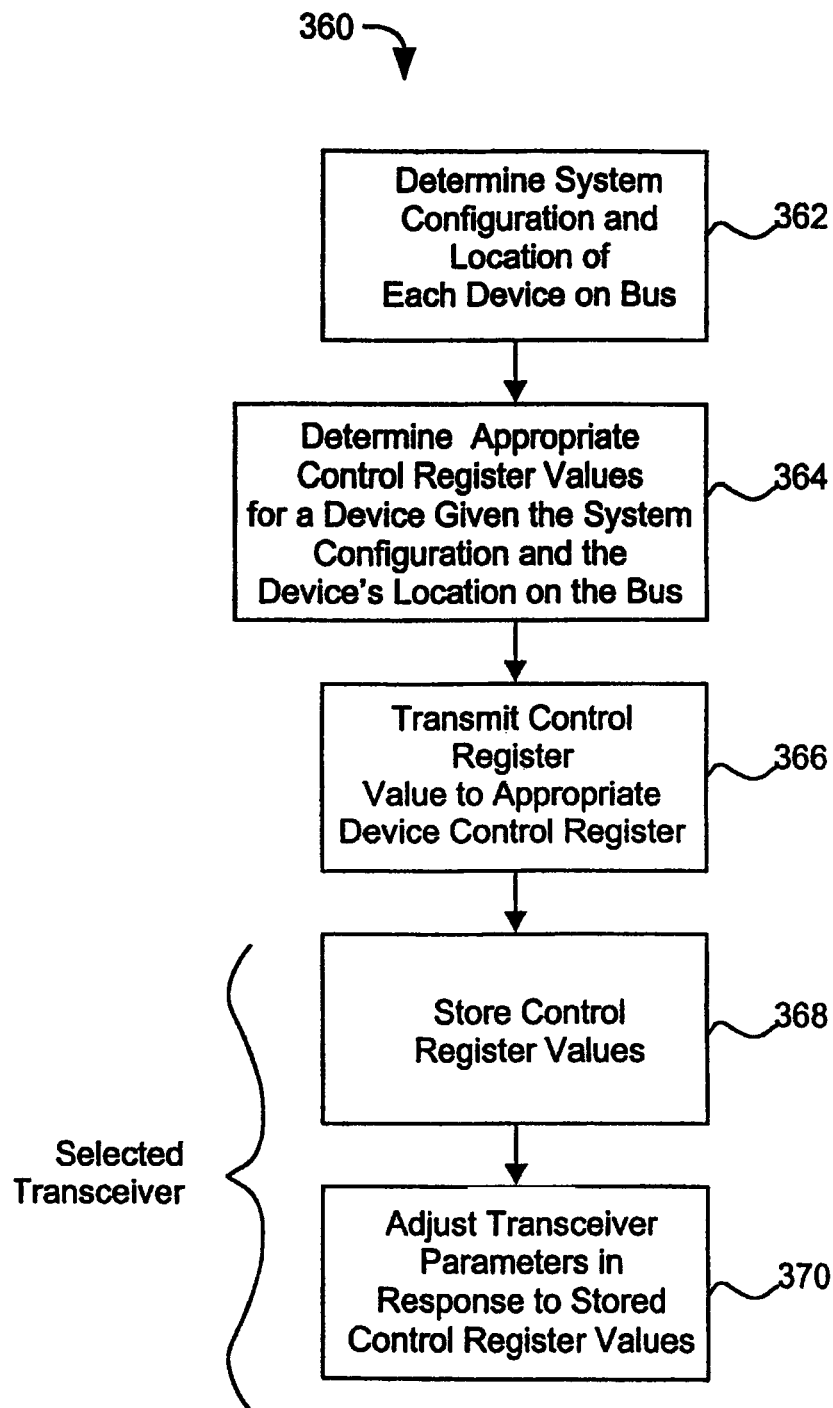 360
Determine System
Configuration and
Location of
Each Device on Bus
362
Determine Appropriate
Control Register Values
for a Device Given the System
Configuration and the
Device's Location on the Bus
364
Transmit Control
Register
Value to Appropriate
Device Control Register
366
Store Control
Register Values
368
Selected
Transceiver
Adjust Transceiver
Parameters in
Response to Stored
Control Register Values
370